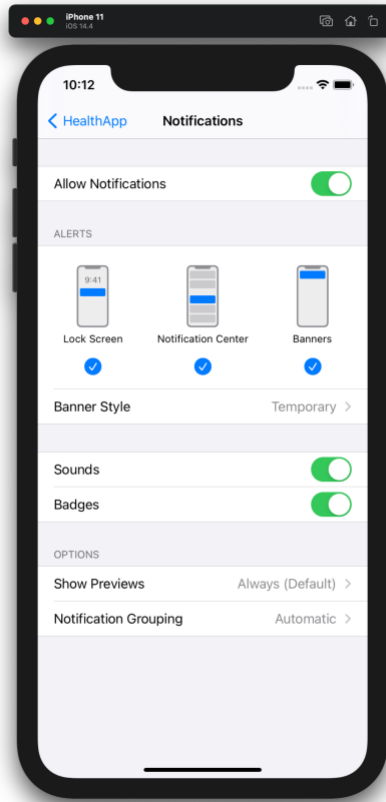 iPhone 11
iOS 14.4
10:12
HealthApp Notifications
Allow Notifications
ALERTS
9:41
Lock Screen Notification Center Banners
Banner Style Temporary
Sounds
Badges
OPTIONS
Show Previews Always (Default)
Notification Grouping Automatic